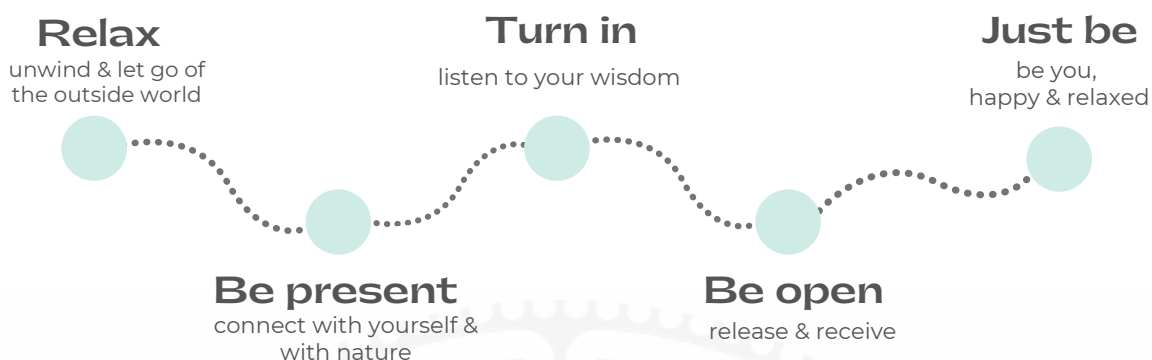 Relax
unwind & let go of
the outside world
Be present
connect with yourself &
with nature
Turn in
listen to your wisdom
Be open
release & receive
Just be
be you,
happy & relaxed